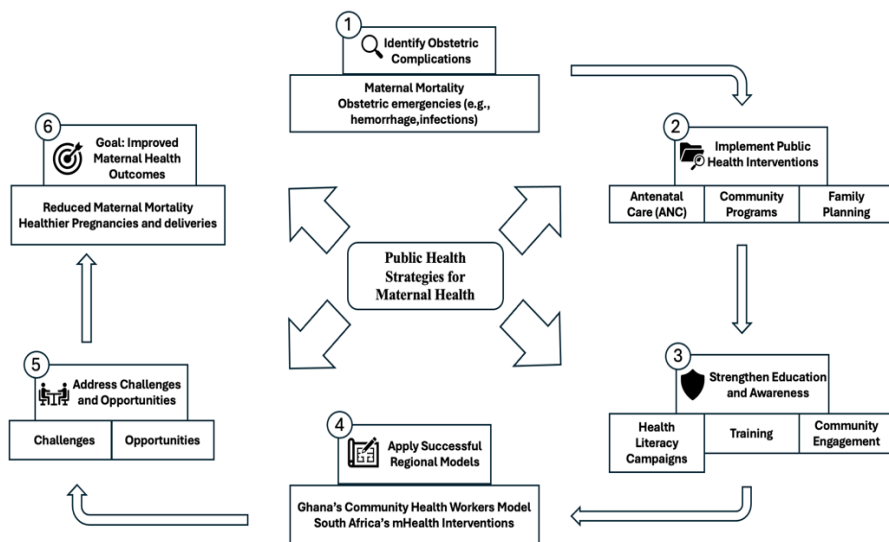 1
Identify Obstetric
Complications
Maternal Mortality
Obstetric emergencies (e.g.,
hemorrhage,infections)
2
Implement Public
Health Interventions
Antenatal
Care (ANC)
Community
Programs
Family
Planning
3
Strengthen Education
and Awareness
Health
Literacy
Campaigns
Training
Community
Engagement
4
Apply Successful
Regional Models
Ghana's Community Health Workers Model
South Africa's mHealth Interventions
5
Address Challenges
and Opportunities
Challenges
Opportunities
6
Goal: Improved
Maternal Health
Outcomes
Reduced Maternal Mortality
Healthier Pregnancies and deliveries
Public Health
Strategies for
Maternal Health